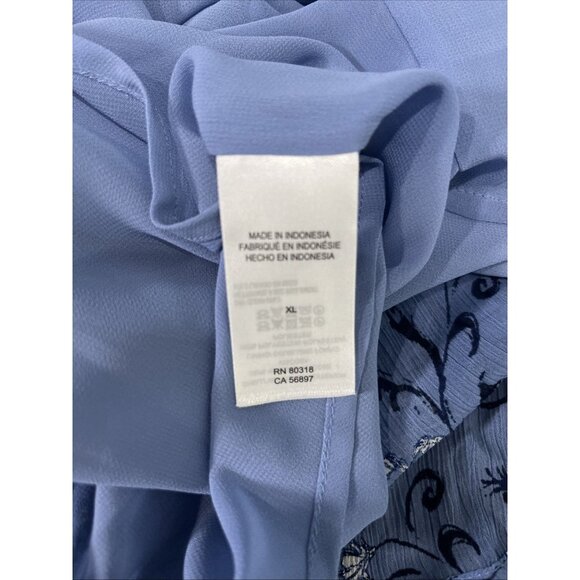 MADE IN INDONESIA
FABRIQUÉ EN INDONÉSIE
HECHO EN INDONESIA
XL
RN 80318
CA 56897